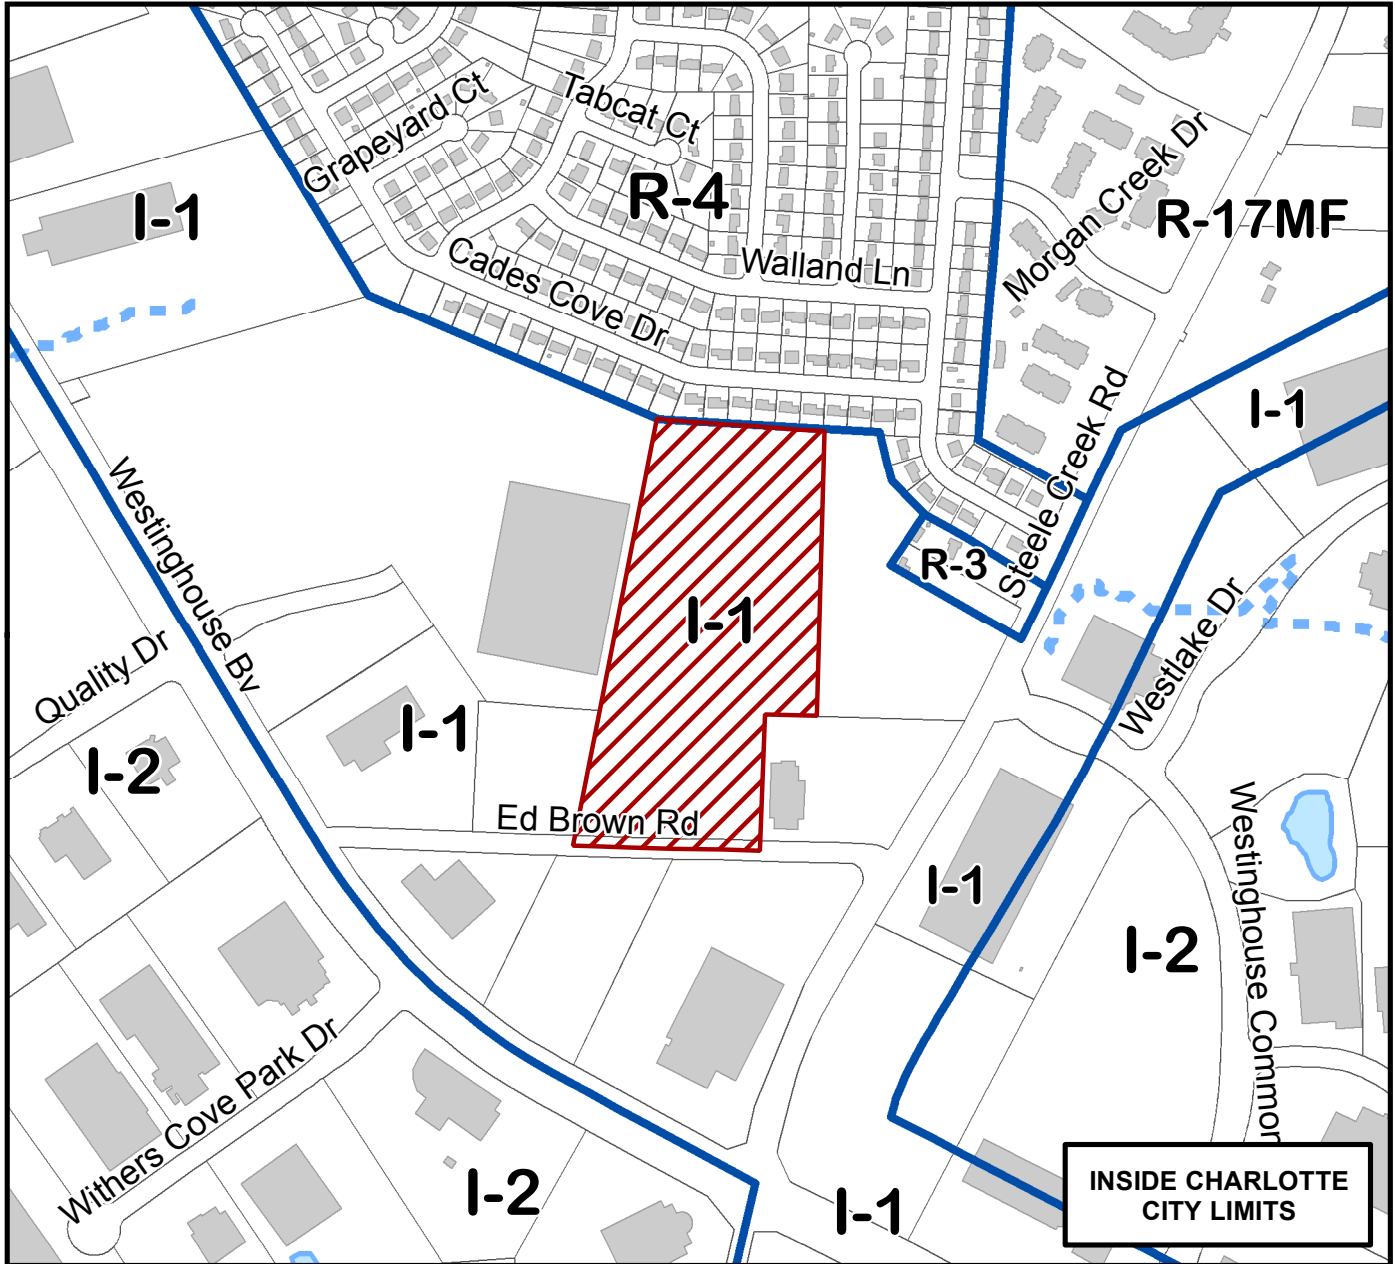 Grapeyard Ct
Tabcat Ct
R-4
Morgan Creek Dr
R-17MF
I-1
Cades Cove Dr
Walland Ln
Steele Creek Rd
I-1
Westinghouse Bv
R-3
I-1
Westlake Dr
Quality Dr
I-1
I-2
Ed Brown Rd
Westinghouse Common
I-1
I-2
Withers Cove Park Dr
I-2
I-1
INSIDE CHARLOTTE
CITY LIMITS